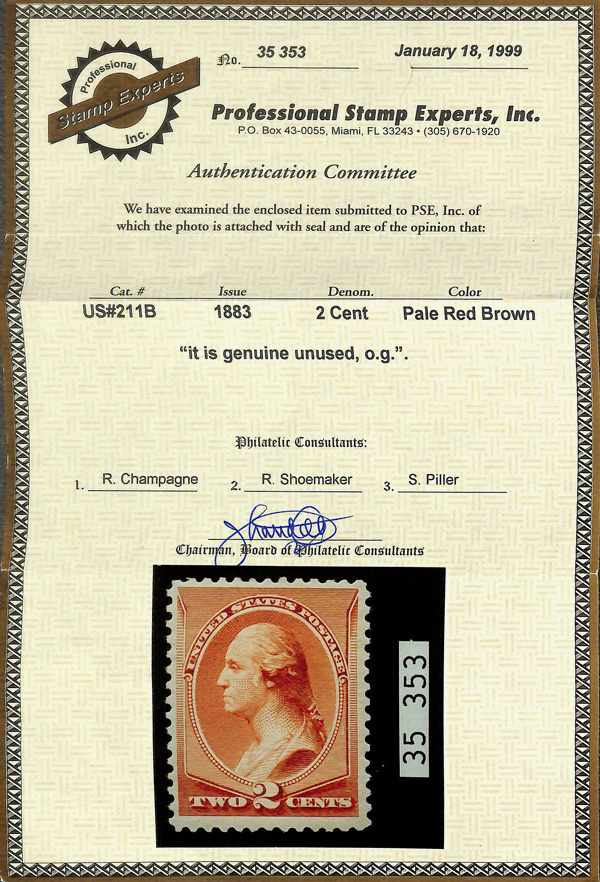 Professional
Stamp Experts
Inc.
No. 35 353 January 18, 1999
Professional Stamp Experts, Inc.
P.O. Box 43-0055, Miami, FL 33243 • (305) 670-1920
Authentication Committee
We have examined the enclosed item submitted to PSE, Inc. of
which the photo is attached with seal and are of the opinion that:
Cat. # Issue Denom. Color
US#211B 1883 2 Cent Pale Red Brown
“it is genuine unused, o.g.”.
Philatelic Consultants:
1. R. Champagne 2. R. Shoemaker 3. S. Piller
Chairman, Board of Philatelic Consultants
UNITED STATES POSTAGE
TWO 2 CENTS
35 353